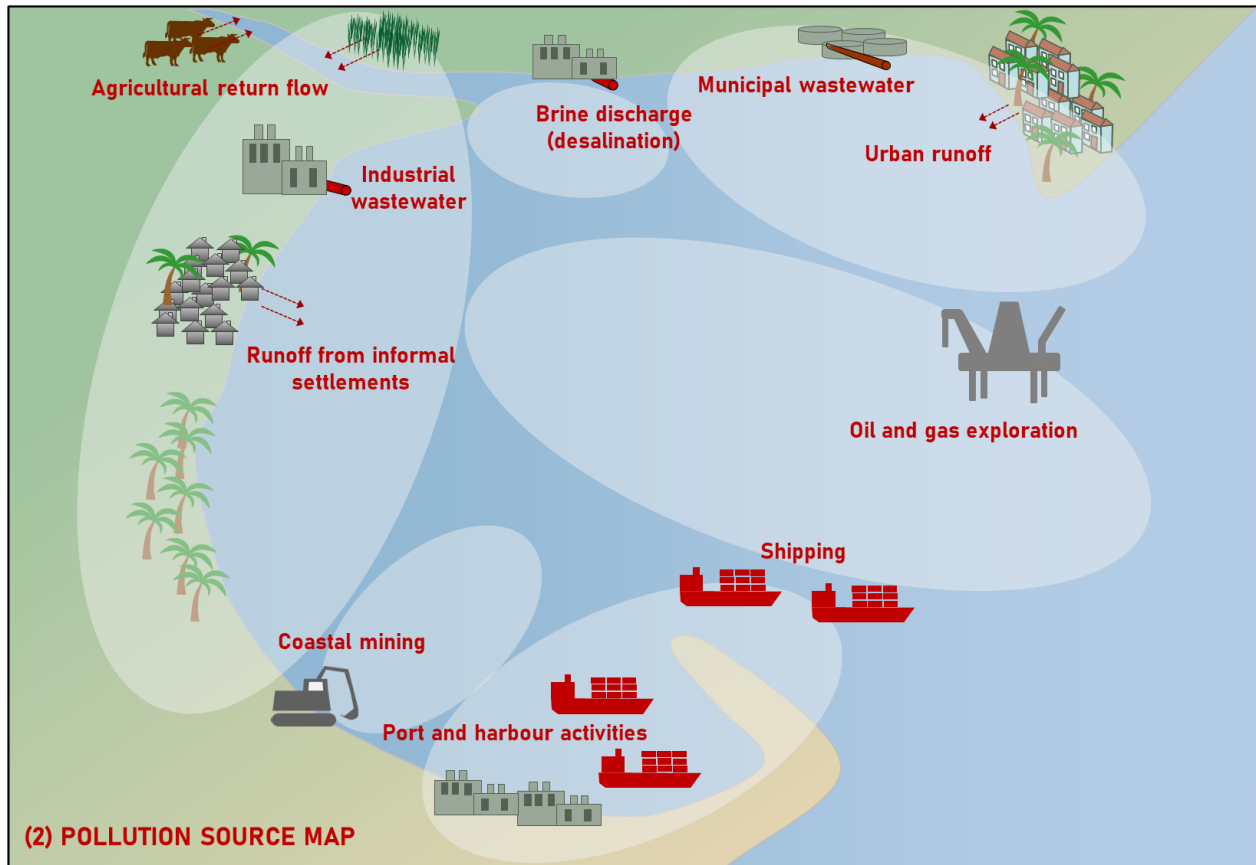 Agricultural return flow
Brine discharge
(desalination)
Municipal wastewater
Urban runoff
Industrial
wastewater
Runoff from informal
settlements
Oil and gas exploration
Shipping
Coastal mining
Port and harbour activities
(2) POLLUTION SOURCE MAP